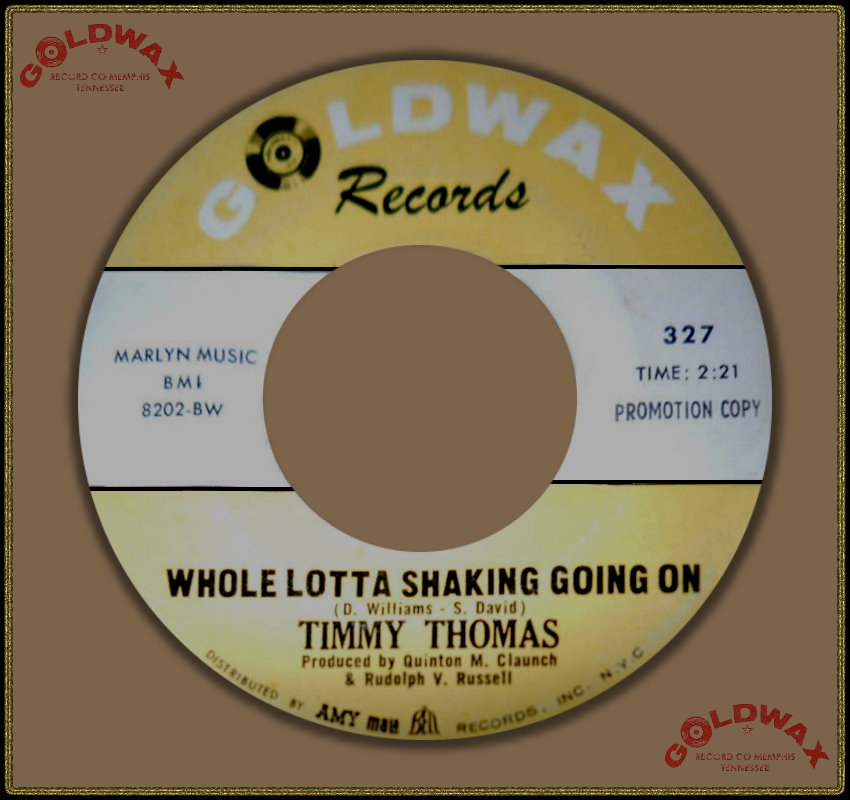 GOLDWAX
RECORD CO MEMPHIS
TENNESSEE
GOLDWAX
Records
MARLYN MUSIC
BMI
8202-BW
327
TIME: 2:21
PROMOTION COPY
WHOLE LOTTA SHAKING GOING ON
(D. Williams - S. David)
TIMMY THOMAS
Produced by Quinton M. Claunch
& Rudolph V. Russell
DISTRIBUTED BY AMY mala BELL RECORDS, INC. N.Y.C
GOLDWAX
RECORD CO MEMPHIS
TENNESSEE